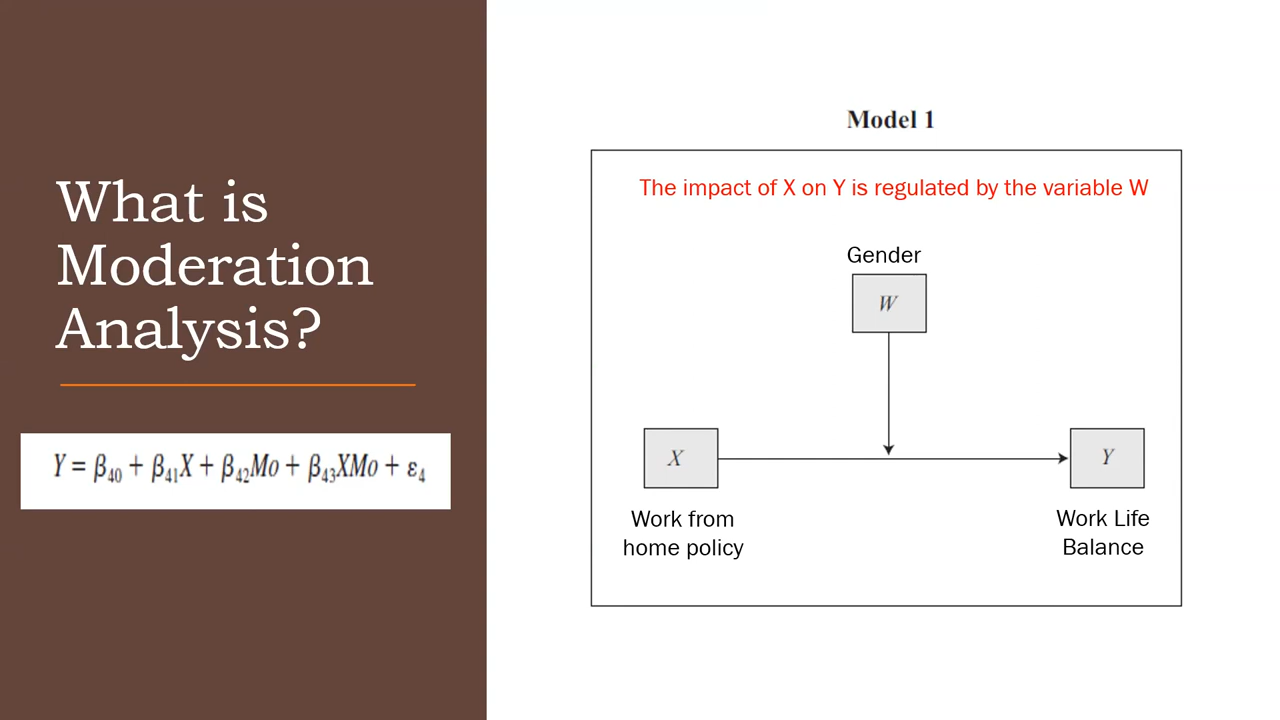 What is
Moderation
Analysis?
Y = β₄₀ + β₄₁X + β₄₂Mo + β₄₃XMo + ε₄
Model 1
The impact of X on Y is regulated by the variable W
Gender
W
X
Y
Work from
home policy
Work Life
Balance